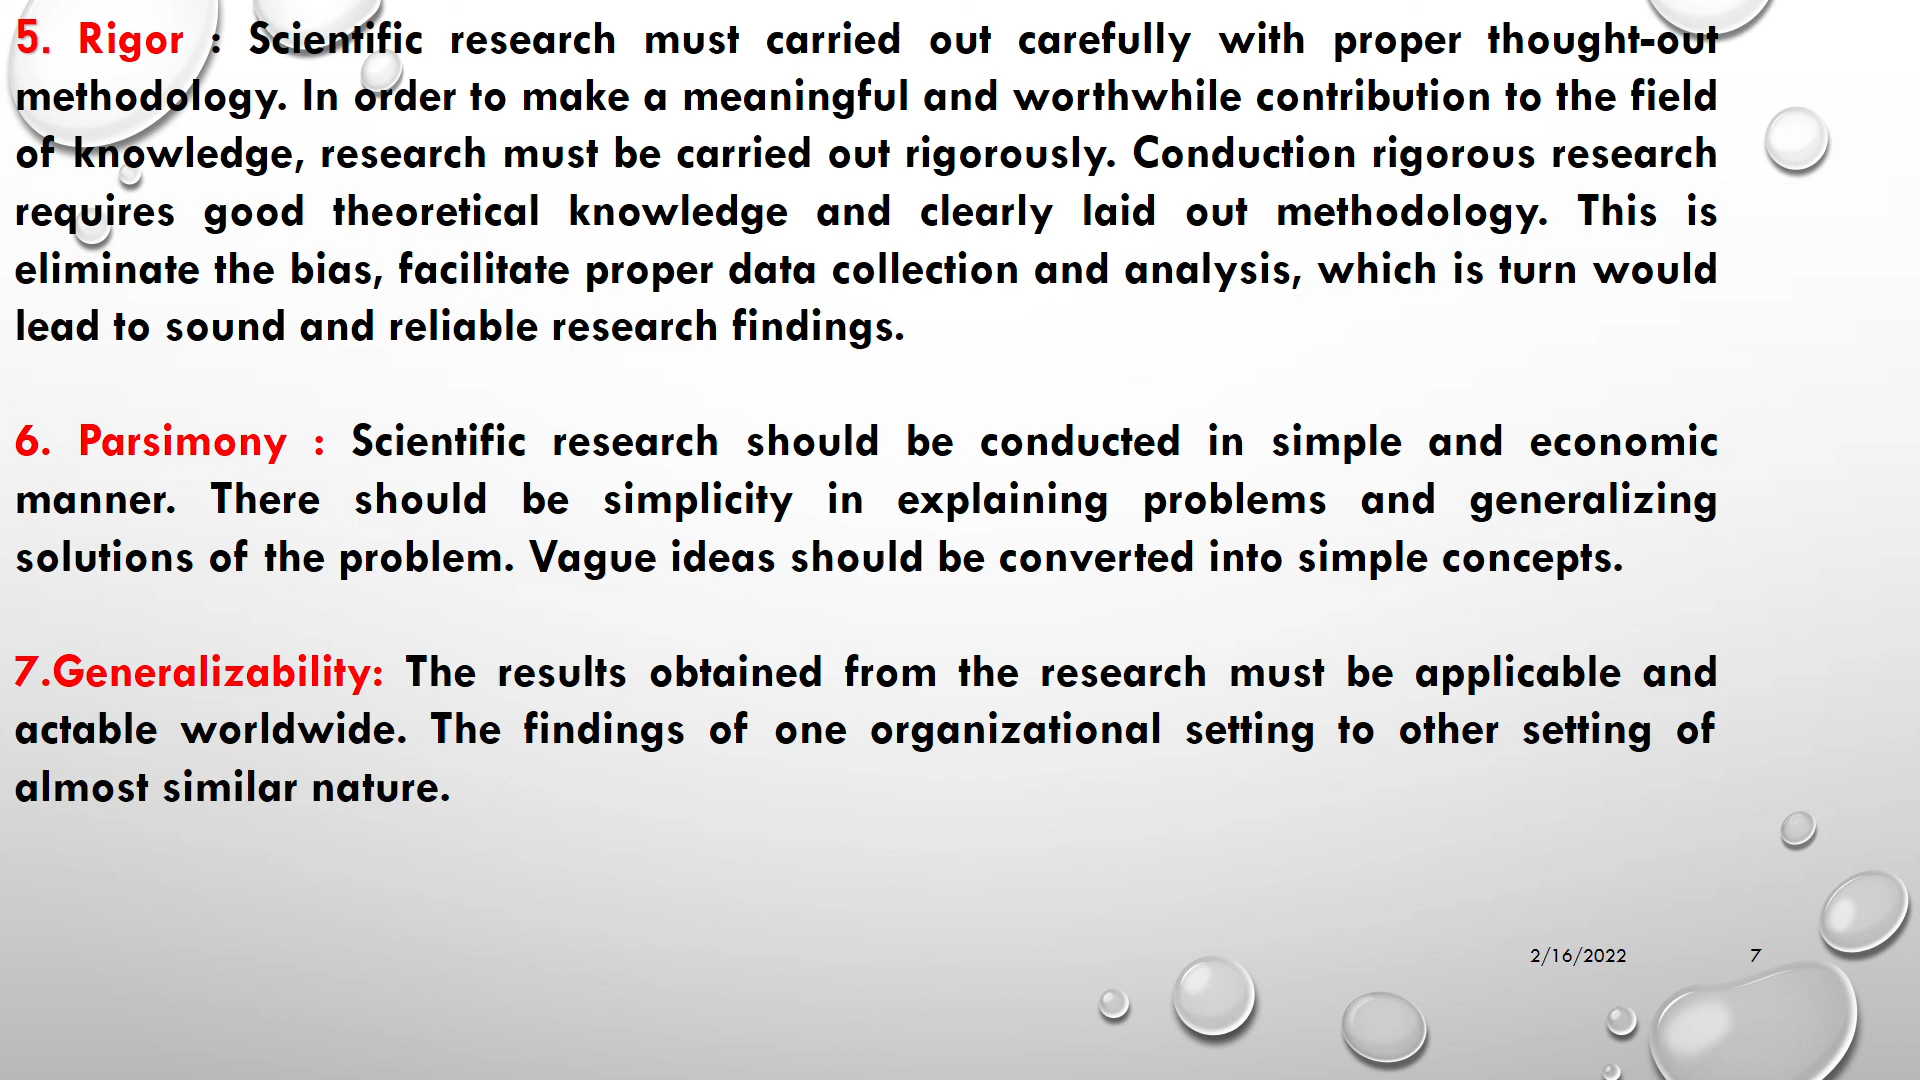 5. Rigor : Scientific research must carried out carefully with proper thought-out
methodology. In order to make a meaningful and worthwhile contribution to the field
of knowledge, research must be carried out rigorously. Conduction rigorous research
requires good theoretical knowledge and clearly laid out methodology. This is
eliminate the bias, facilitate proper data collection and analysis, which is turn would
lead to sound and reliable research findings.
6. Parsimony : Scientific research should be conducted in simple and economic
manner. There should be simplicity in explaining problems and generalizing
solutions of the problem. Vague ideas should be converted into simple concepts.
7.Generalizability: The results obtained from the research must be applicable and
actable worldwide. The findings of one organizational setting to other setting of
almost similar nature.
2/16/2022 7